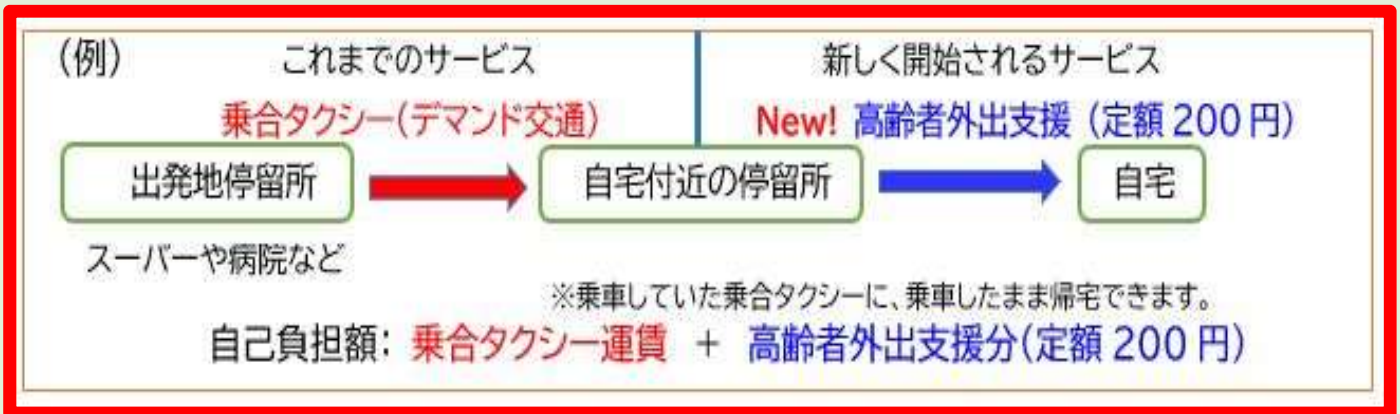 (例) これまでのサービス 新しく開始されるサービス
乗合タクシー(デマンド交通) New! 高齢者外出支援 (定額 200 円)
出発地停留所 自宅付近の停留所 自宅
スーパーや病院など
※乗車していた乗合タクシーに、乗車したまま帰宅できます。
自己負担額: 乗合タクシー運賃 + 高齢者外出支援分(定額 200 円)